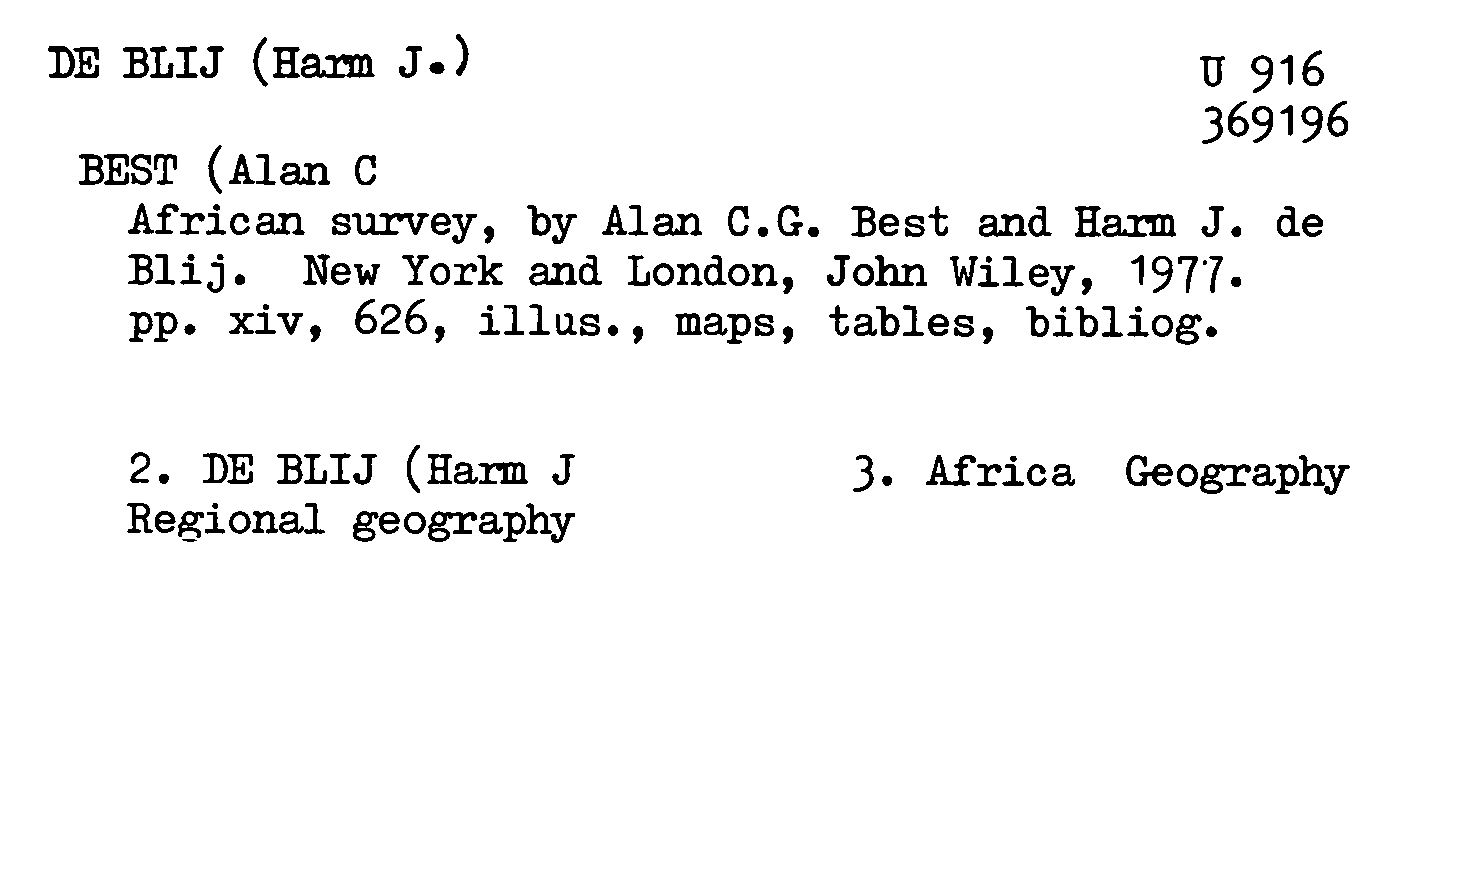 DE BLIJ (Harm J.)
U 916
369196
BEST (Alan C
African survey, by Alan C.G. Best and Harm J. de
Blij. New York and London, John Wiley, 1977.
pp. xiv, 626, illus., maps, tables, bibliog.
2. DE BLIJ (Harm J
3. Africa Geography
Regional geography